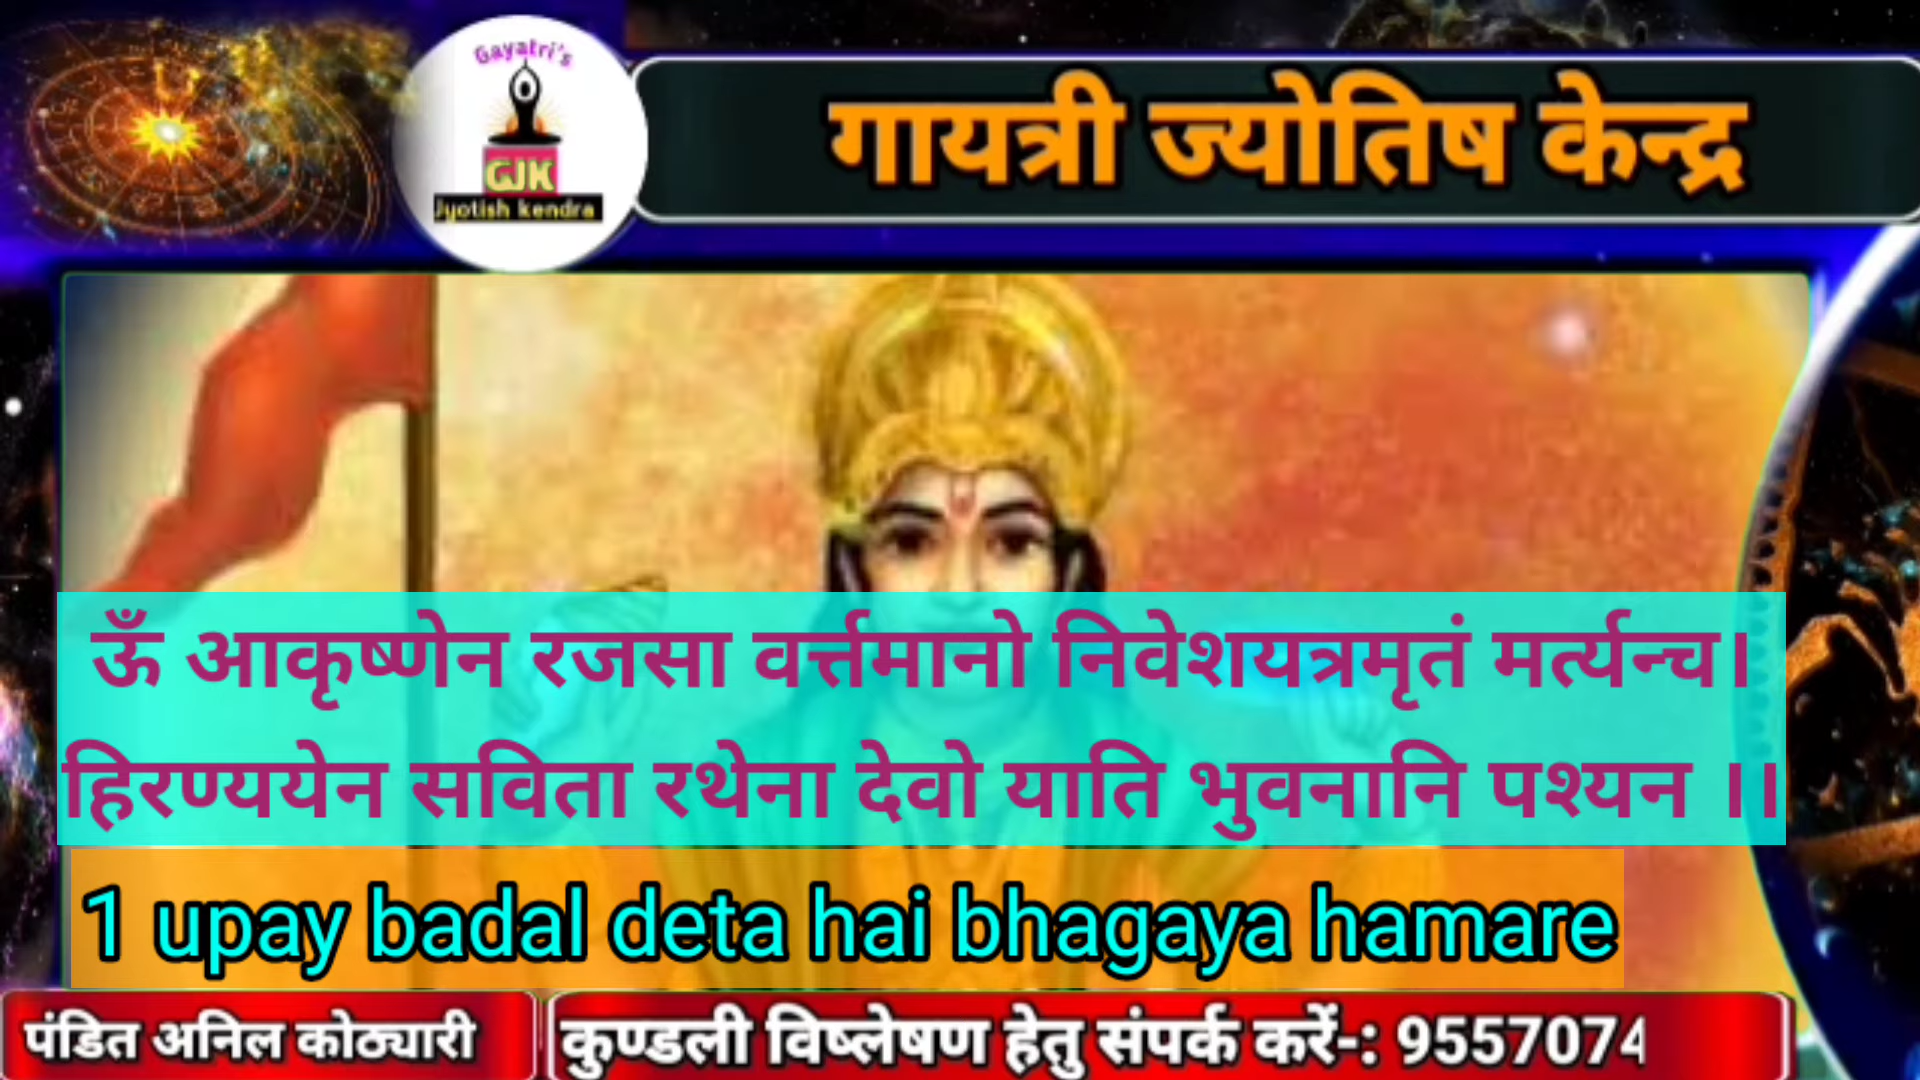 Gayatri's
GJK
Jyotish kendra
गायत्री ज्योतिष केन्द्र
ऊँ आकृष्णेन रजसा वर्त्तमानो निवेशयत्रमृतं मर्त्यन्च।
हिरण्ययेन सविता रथेना देवो याति भुवनानि पश्यन ।।
1 upay badal deta hai bhagaya hamare
पंडित अनिल कोठ्यारी
कुण्डली विष्लेषण हेतु संपर्क करें-: 9557074